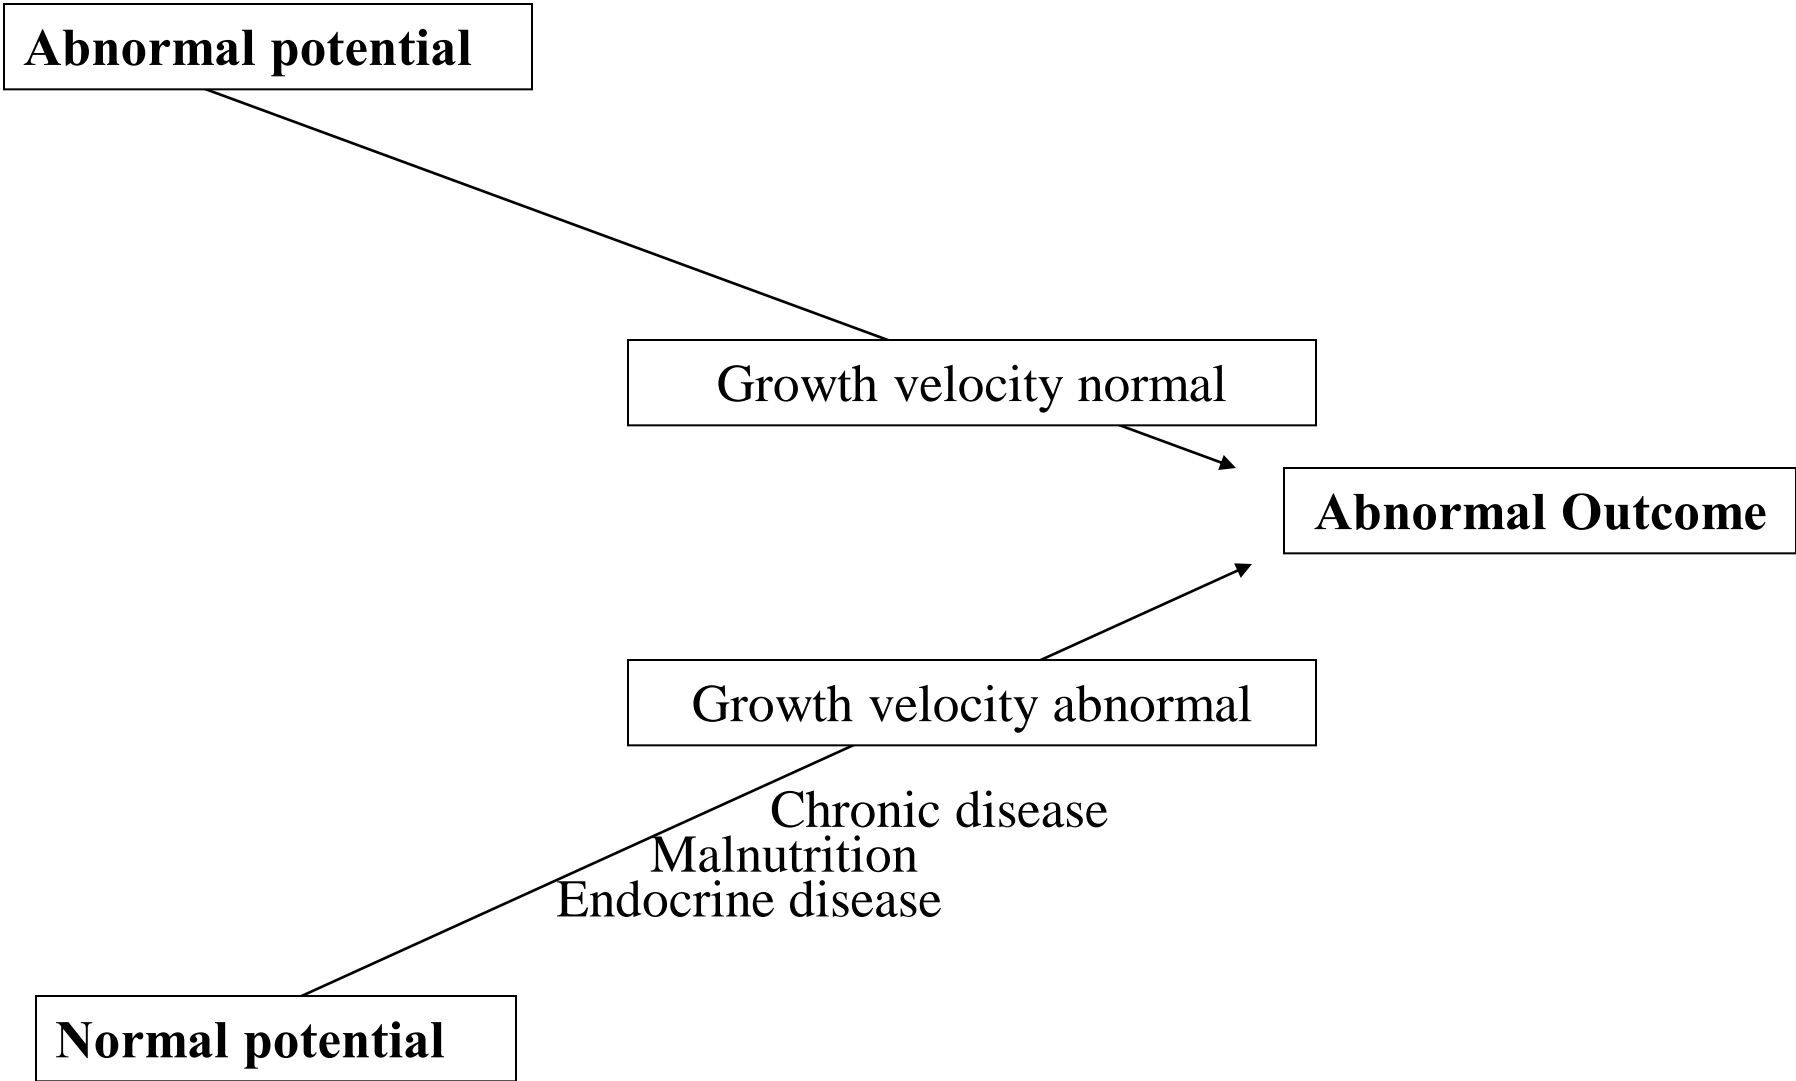 Abnormal potential
Growth velocity normal
Abnormal Outcome
Growth velocity abnormal
Chronic disease
Malnutrition
Endocrine disease
Normal potential